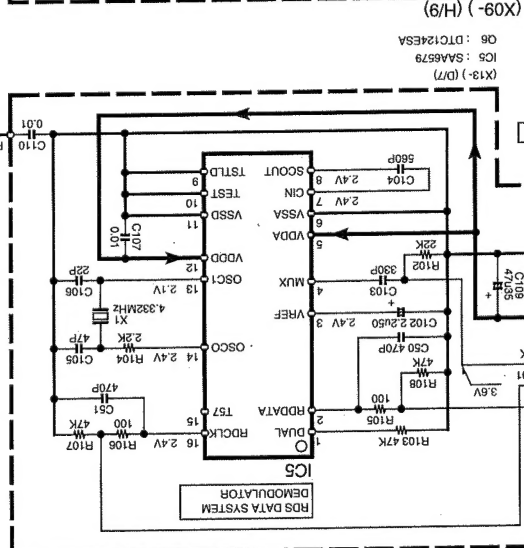 RDS DATA SYSTEM
DEMODULATOR
IC5
R103 47K
1
DUAL
RDCLK
16
2.4V
R106
100
R107
47K
R105
100
2
RDDATA
T57
15
C51
470P
3.6V
R108
47K
C50 470P
OSCO
14
2.4V
R104
2.2K
C105
47P
C102 2.2u50
+
3
2.4V
VREF
X1
4.332MHz
C109
47u35
+
C103
330P
4
MUX
OSC1
13
2.1V
C106
22P
R102
22K
VDDD
12
5
VDDA
C107
0.01
6
VSSA
VSSD
11
7
2.4V
CIN
TEST
10
C104
560P
8
2.4V
SCOUT
TSTLD
9
C110
0.01
(X13- ) (D/7)
IC5 : SAA6579
Q6 : DTC124ESA
(X09- ) (H/9)